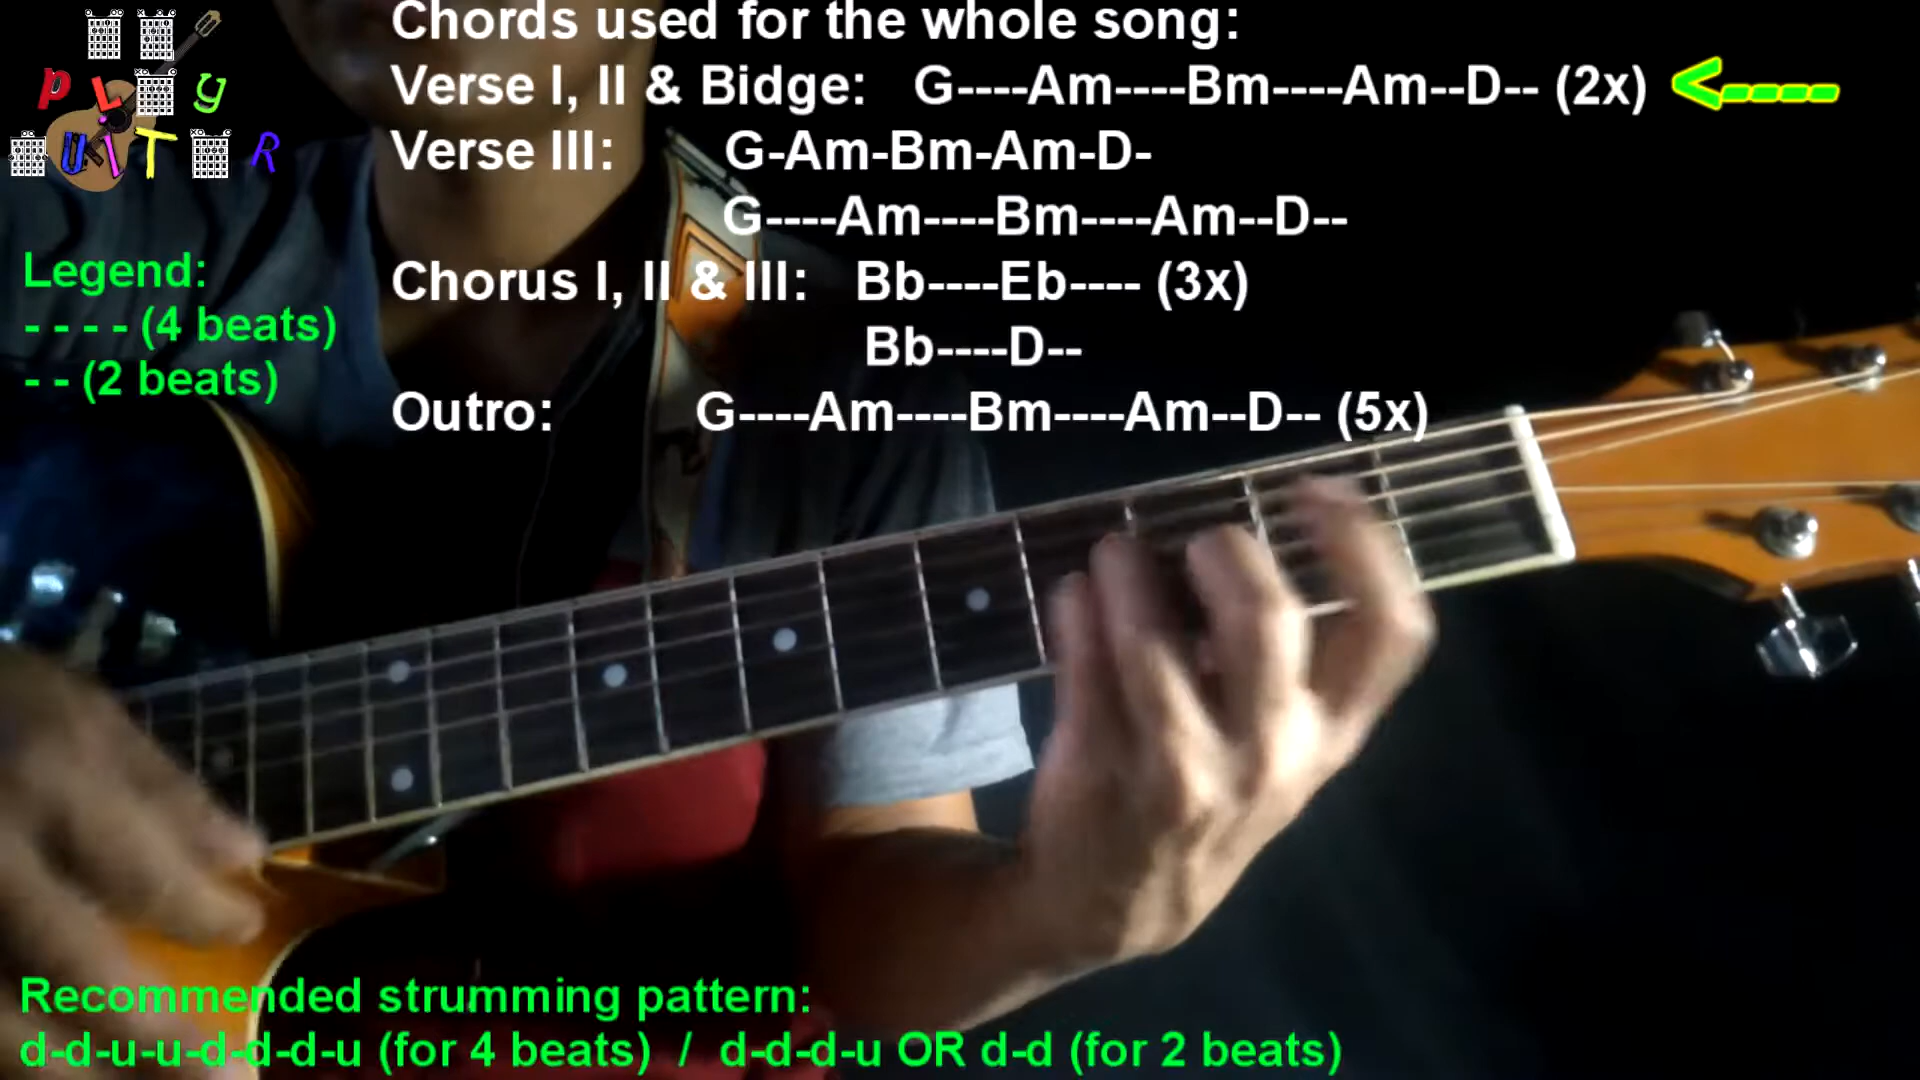 PLAY
GUITAR
Chords used for the whole song:
Verse I, II & Bidge: G----Am----Bm----Am--D-- (2x) <----
Verse III: G-Am-Bm-Am-D-
G----Am----Bm----Am--D--
Chorus I, II & III: Bb----Eb---- (3x)
Bb----D--
Outro: G----Am----Bm----Am--D-- (5x)
Legend:
- - - - (4 beats)
- - (2 beats)
Recommended strumming pattern:
d-d-u-u-d-d-d-u (for 4 beats) / d-d-d-u OR d-d (for 2 beats)